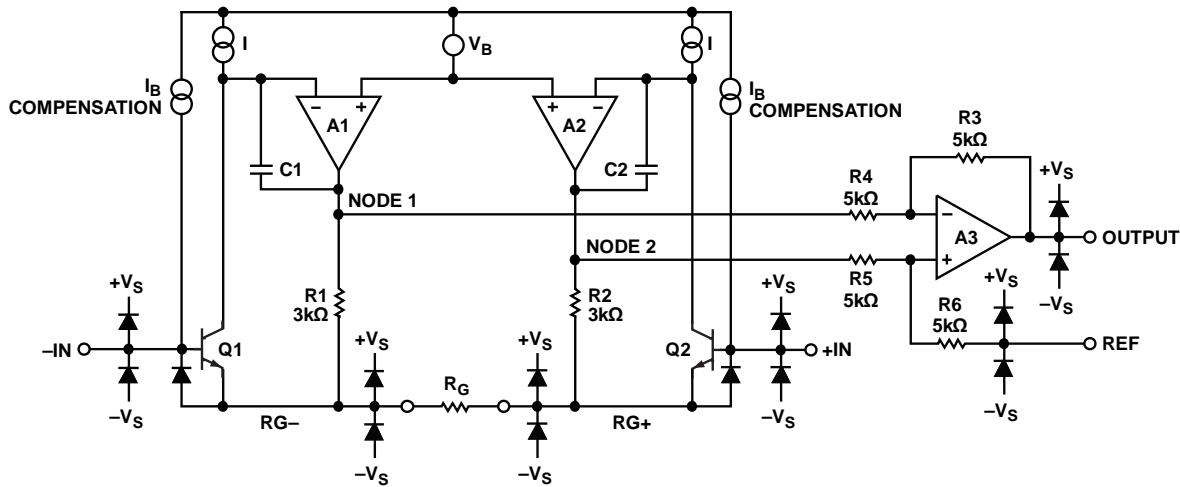 I
V_B
I
I_B
COMPENSATION
I_B
COMPENSATION
− +
A1
+ −
A2
C1
C2
NODE 1
NODE 2
R3
5kΩ
R4
5kΩ
+V_S
−
A3
+
OUTPUT
R5
5kΩ
−V_S
R6
5kΩ
+V_S
REF
−V_S
R1
3kΩ
R2
3kΩ
+V_S
–IN
Q1
−V_S
+V_S
R_G
+V_S
Q2
+V_S
+IN
−V_S
RG–
−V_S
−V_S
RG+